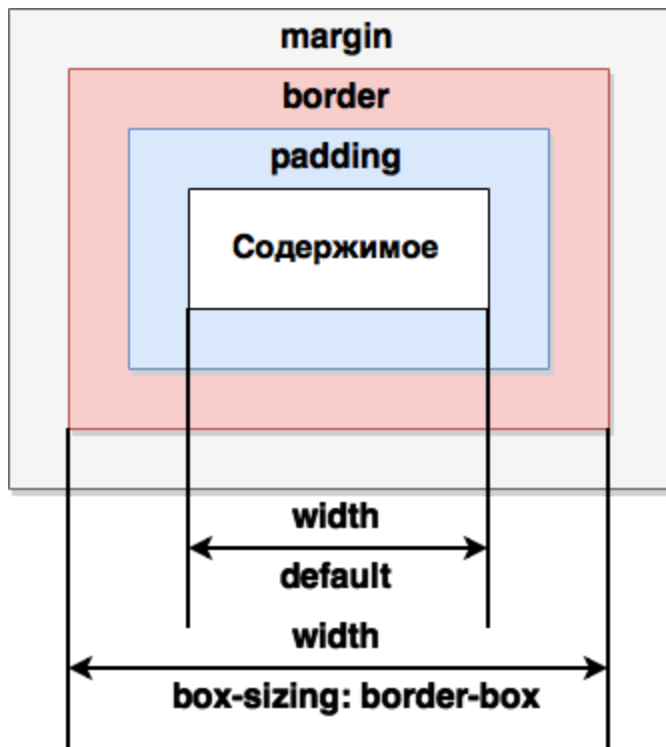 margin
border
padding
Содержимое
width
default
width
box-sizing: border-box